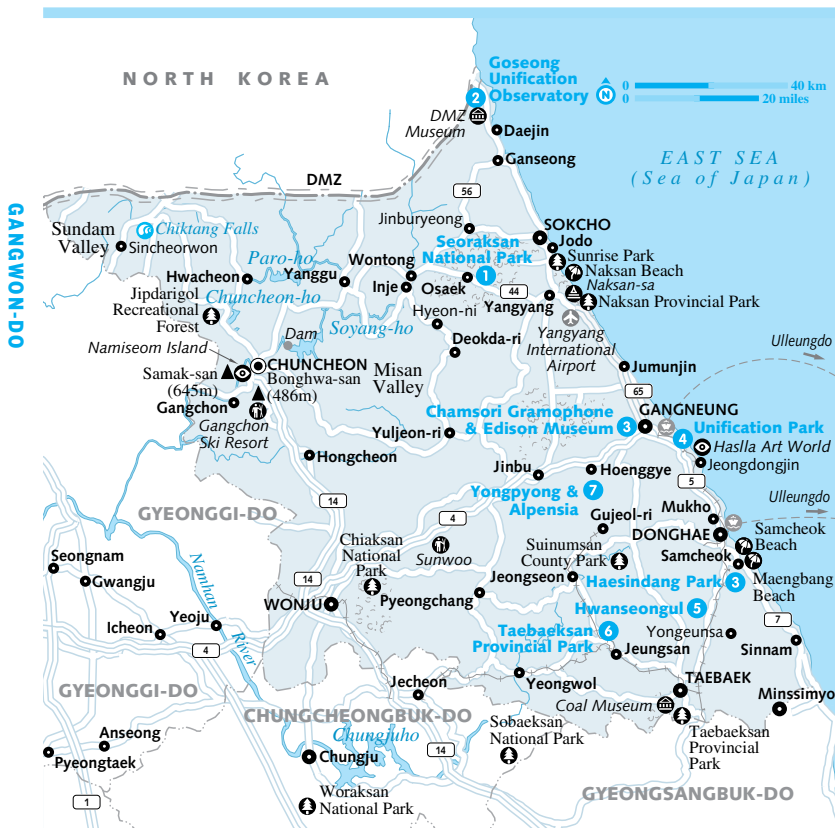 GANGWON-DO
NORTH KOREA
Goseong
Unification
Observatory
2
N
0 40 km
0 20 miles
DMZ
Museum
Daejin
Ganseong
EAST SEA
(Sea of Japan)
DMZ
56
Jinburyeong
SOKCHO
Jodo
Sunrise Park
Naksan Beach
Naksan-sa
Naksan Provincial Park
Sundam
Valley
Chiktang Falls
Sincheorwon
Seoraksan
National Park
1
Paro-ho
Wontong
Hwacheon
Yanggu
Inje
Osaek
44
Yangyang
Chuncheon-ho
Jipdarigol
Recreational
Forest
Hyeon-ni
Soyang-ho
Yangyang
International
Airport
Dam
Deokda-ri
Namiseom Island
Ulleungdo
CHUNCHEON
Samak-san
(645m)
Bonghwa-san
(486m)
Misan
Valley
Jumunjin
65
Gangchon
Gangchon
Ski Resort
Chamsori Gramophone
& Edison Museum
3
GANGNEUNG
4
Unification Park
Haslla Art World
Jeongdongjin
Yuljeon-ri
Hongcheon
Jinbu
Hoenggye
5
14
Yongpyong &
Alpensia
7
Ulleungdo
GYEONGGI-DO
4
Gujeol-ri
Mukho
DONGHAE
Samcheok
Beach
Chiaksan
National
Park
Sunwoo
Suinumsan
County Park
Samcheok
Maengbang
Beach
Seongnam
Gwangju
Namhan
River
14
Jeongseon
Haesindang Park
3
WONJU
Pyeongchang
Hwanseongul
5
Yeoju
Icheon
4
Taebaeksan
Provincial Park
6
Yongeunsa
7
Jeungsan
Sinnam
GYEONGGI-DO
Jecheon
Yeongwol
TAEBAEK
Minssimyo
CHUNGCHEONGBUK-DO
Coal Museum
Taebaeksan
Provincial
Park
Sobaeksan
National Park
Anseong
Chungjuho
14
Pyeongtaek
Chungju
GYEONGSANGBUK-DO
1
Woraksan
National Park